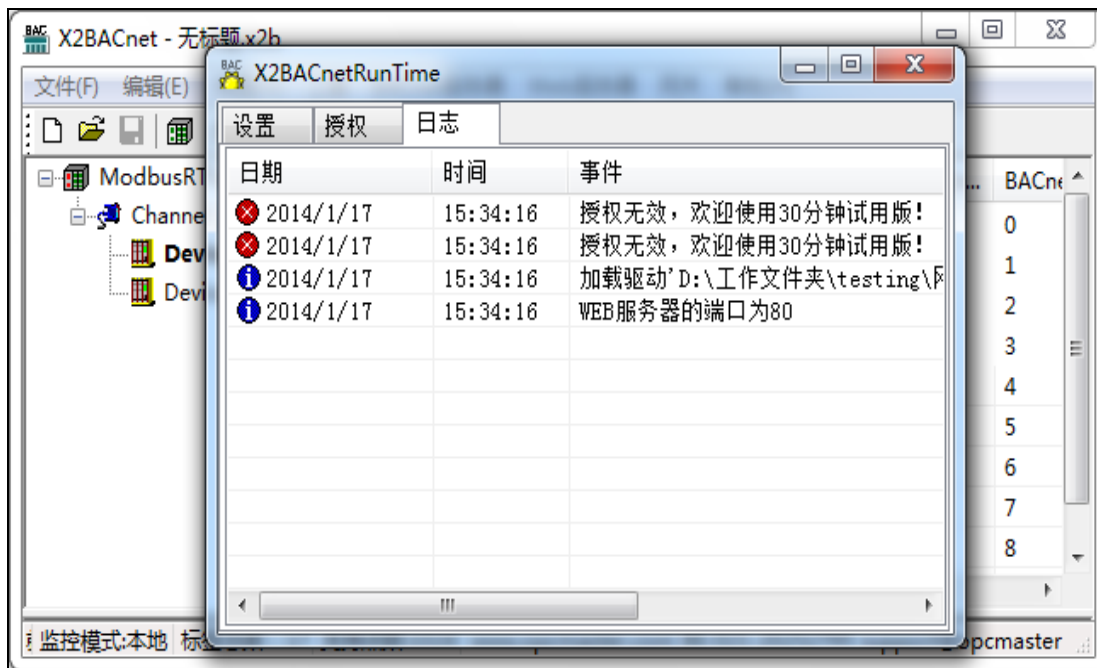 X2BACnet - 无标题.x2b
X2BACnetRunTime
文件(F) 编辑(E)
设置 授权 日志
日期 时间 事件
2014/1/17 15:34:16 授权无效，欢迎使用30分钟试用版！
2014/1/17 15:34:16 授权无效，欢迎使用30分钟试用版！
2014/1/17 15:34:16 加载驱动'D:\工作文件夹\testing\
2014/1/17 15:34:16 WEB服务器的端口为80
ModbusRT
Channe
Dev
Devi
... BACne
0
1
2
3
4
5
6
7
8
监控模式:本地 标
opcmaster